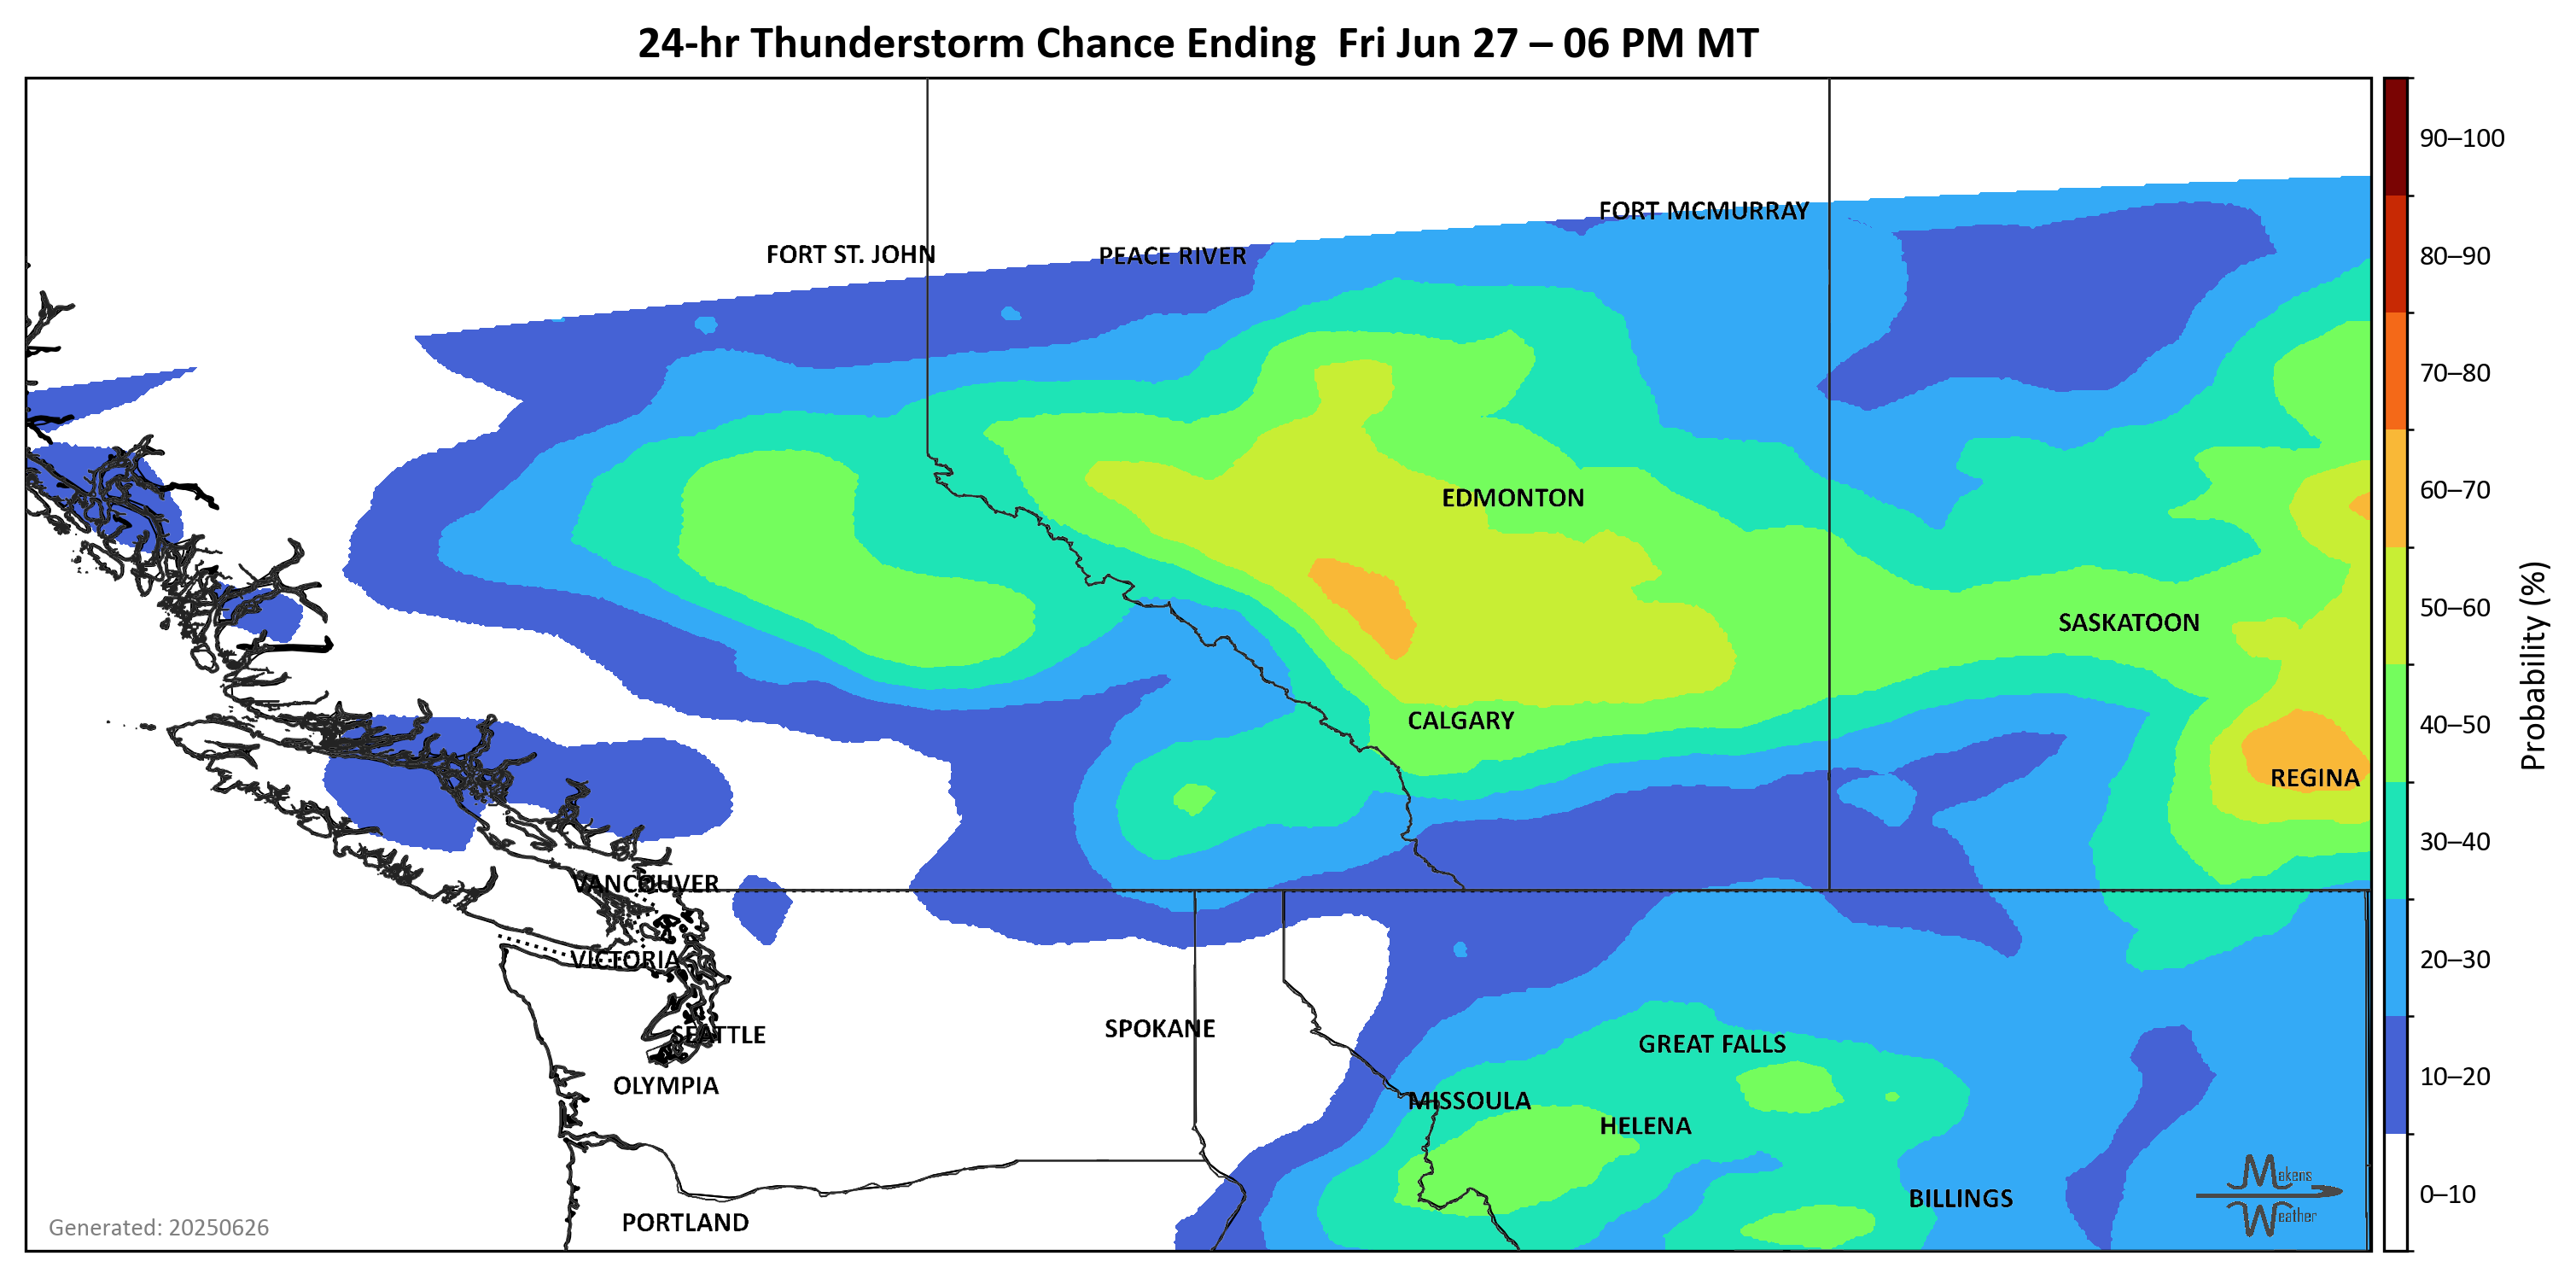 24-hr Thunderstorm Chance Ending  Fri Jun 27 – 06 PM MT
90–100
FORT MCMURRAY
FORT ST. JOHN
PEACE RIVER
80–90
70–80
EDMONTON
60–70
SASKATOON
50–60
CALGARY
40–50
REGINA
Probability (%)
30–40
VANCOUVER
VICTORIA
20–30
SPOKANE
SEATTLE
GREAT FALLS
OLYMPIA
10–20
MISSOULA
HELENA
Makens
Weather
0–10
BILLINGS
PORTLAND
Generated: 20250626